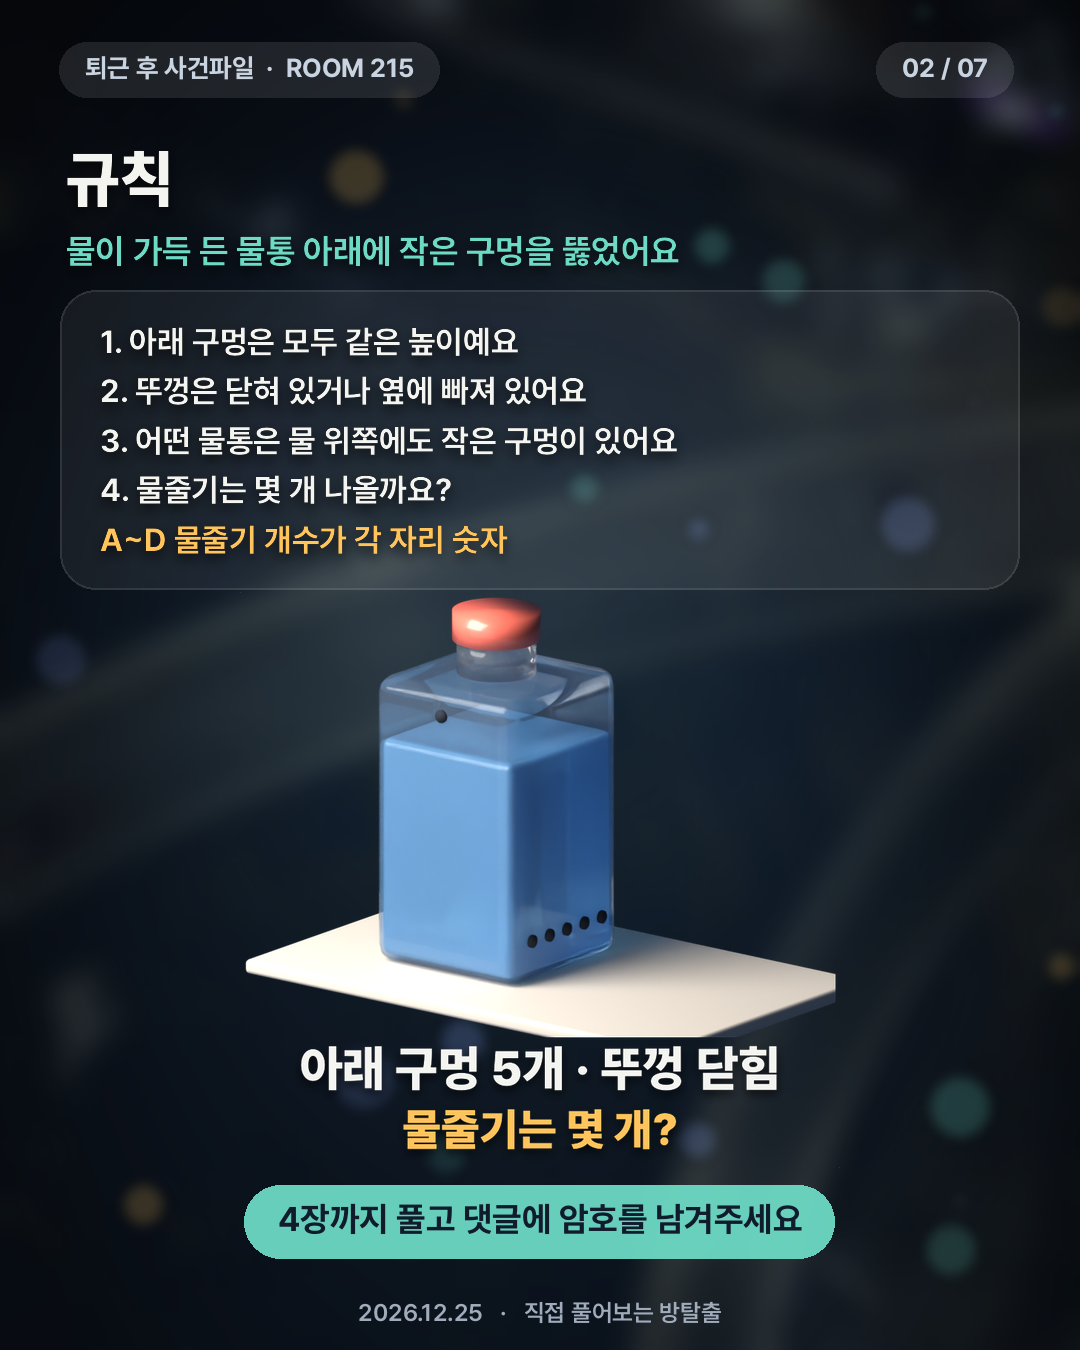 퇴근 후 사건파일 · ROOM 215
02 / 07
규칙
물이 가득 든 물통 아래에 작은 구멍을 뚫었어요
1. 아래 구멍은 모두 같은 높이예요
2. 뚜껑은 닫혀 있거나 옆에 빠져 있어요
3. 어떤 물통은 물 위쪽에도 작은 구멍이 있어요
4. 물줄기는 몇 개 나올까요?
A~D 물줄기 개수가 각 자리 숫자
아래 구멍 5개 · 뚜껑 닫힘
물줄기는 몇 개?
4장까지 풀고 댓글에 암호를 남겨주세요
2026.12.25 · 직접 풀어보는 방탈출